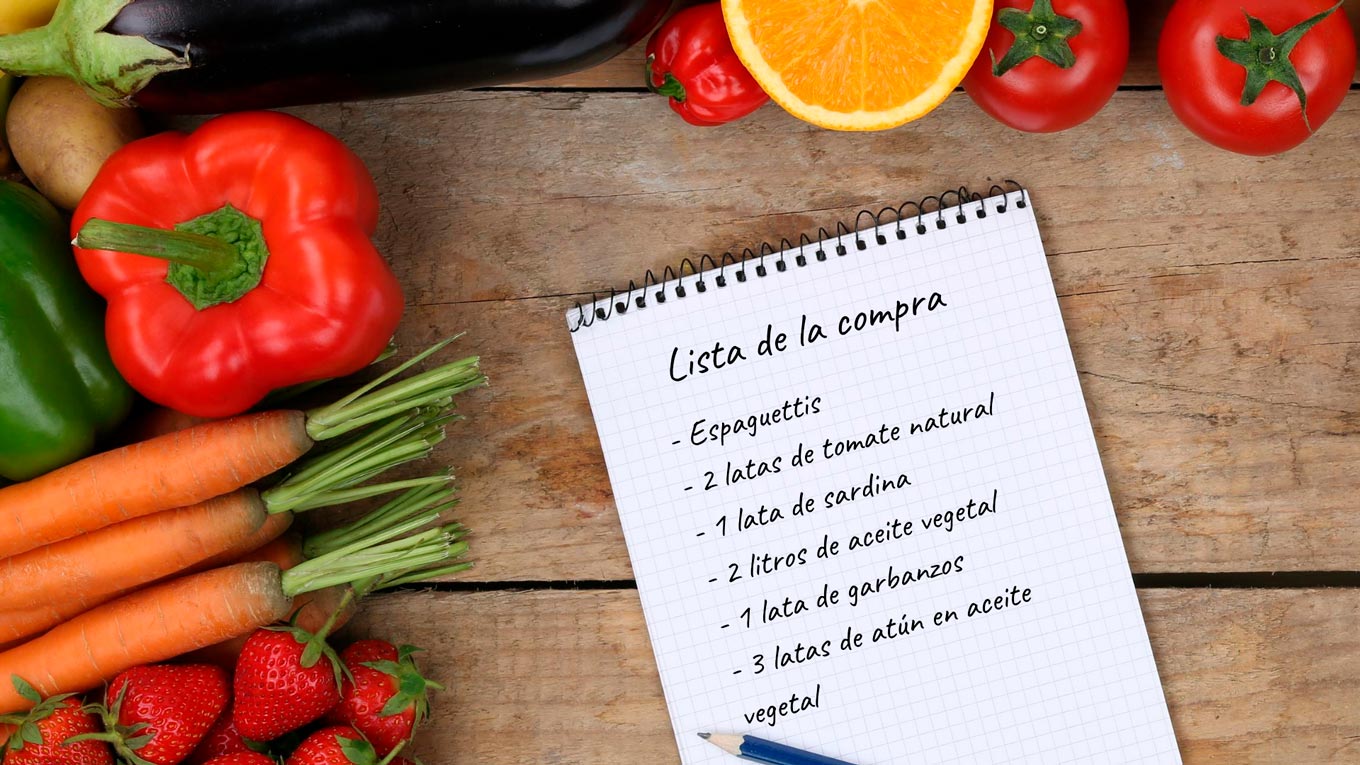 Lista de la compra
- Espaguettis
- 2 latas de tomate natural
- 1 lata de sardina
- 2 litros de aceite vegetal
- 1 lata de garbanzos
- 3 latas de atún en aceite
vegetal